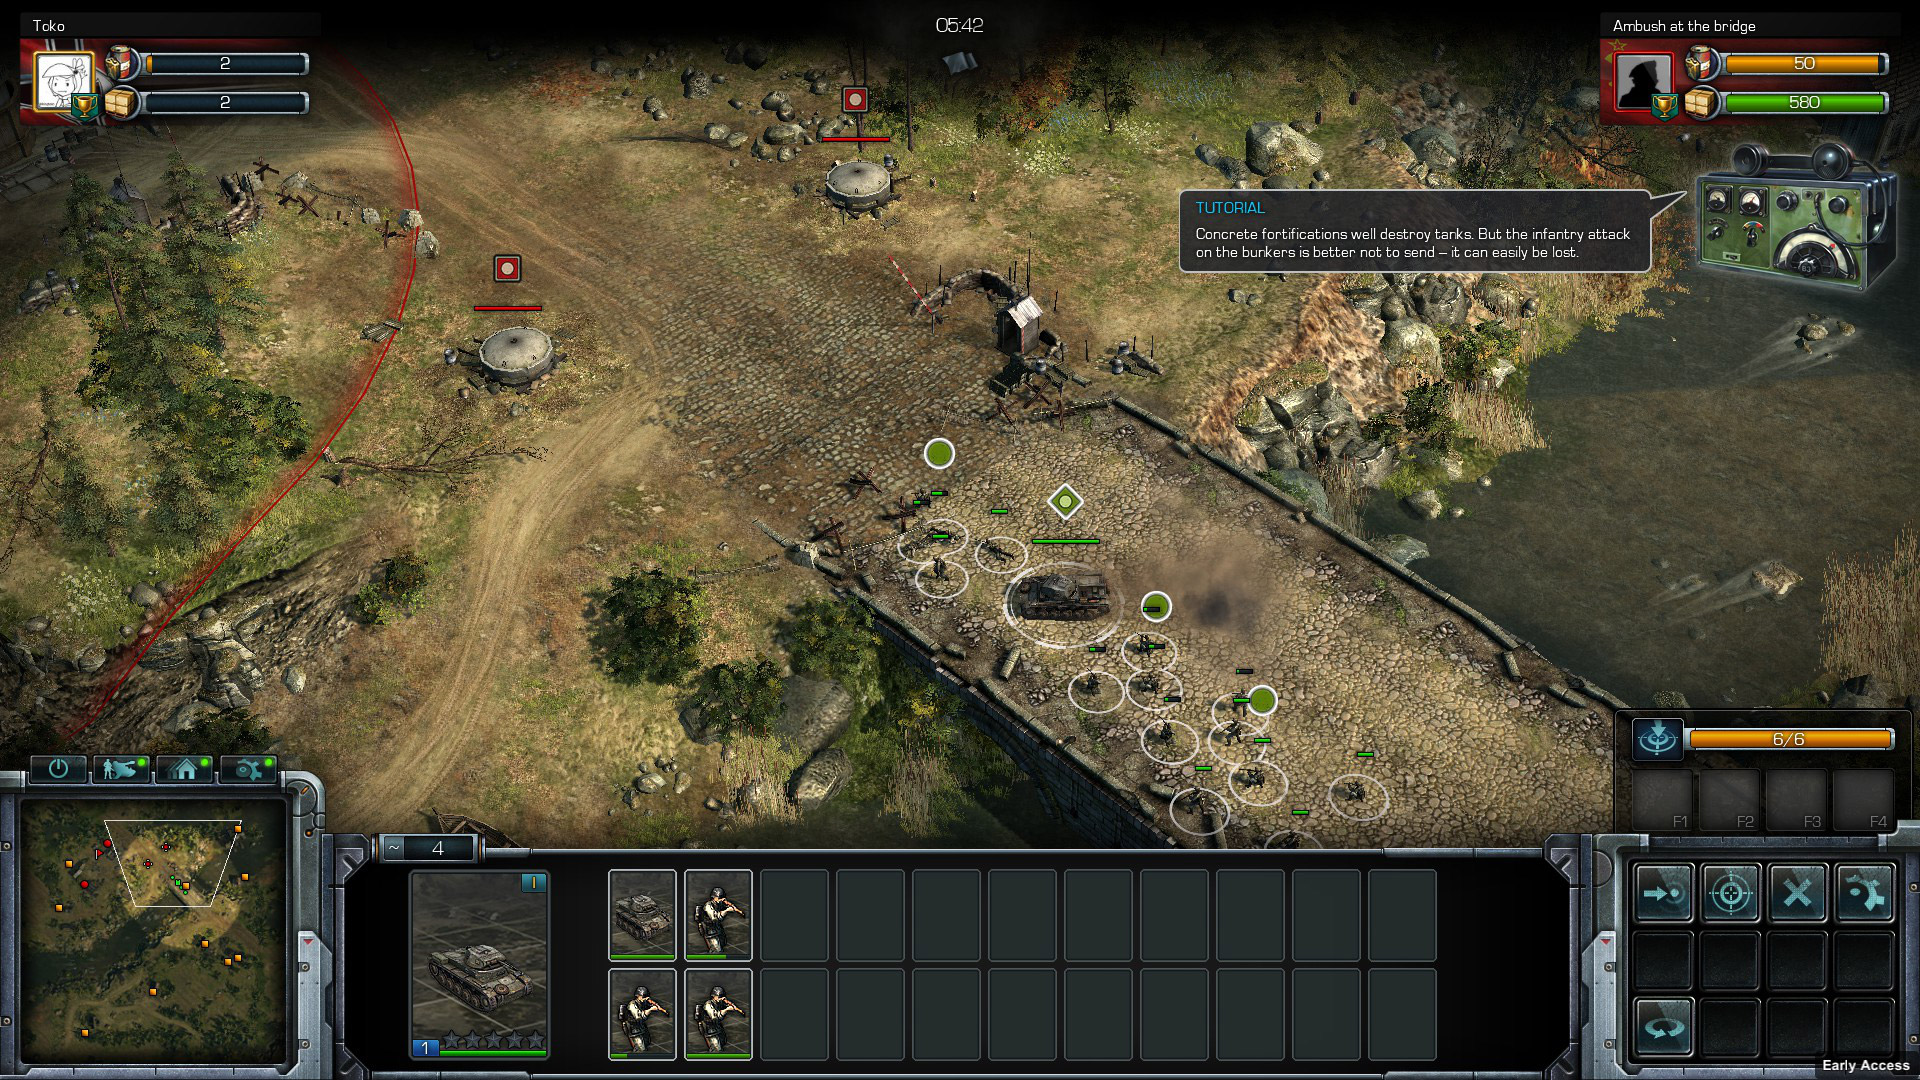 Toko
05:42
Ambush at the bridge
2
2
50
580
TUTORIAL
Concrete fortifications well destroy tanks. But the infantry attack
on the bunkers is better not to send – it can easily be lost.
6/6
F1 F2 F3 F4
~ 4
I
1
Early Access